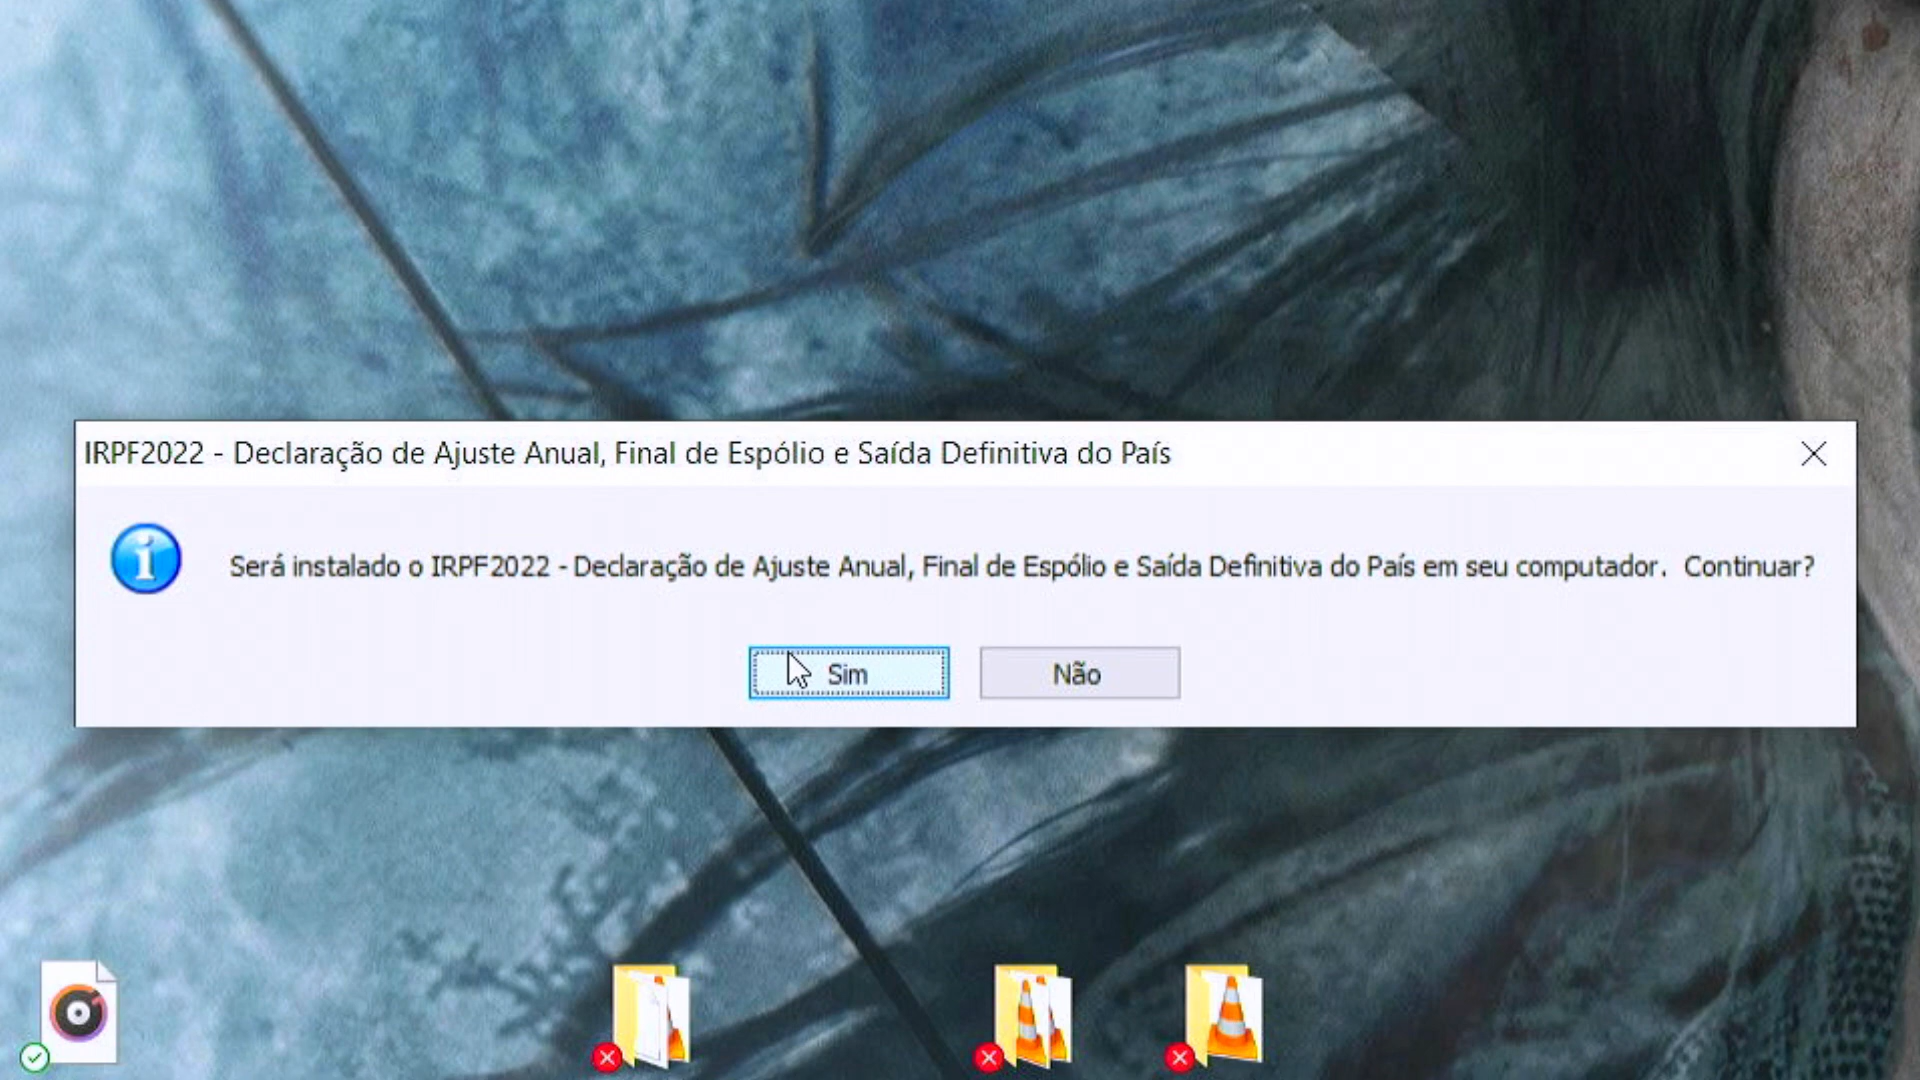 IRPF2022 - Declaração de Ajuste Anual, Final de Espólio e Saída Definitiva do País
Será instalado o IRPF2022 - Declaração de Ajuste Anual, Final de Espólio e Saída Definitiva do País em seu computador. Continuar?
Sim
Não